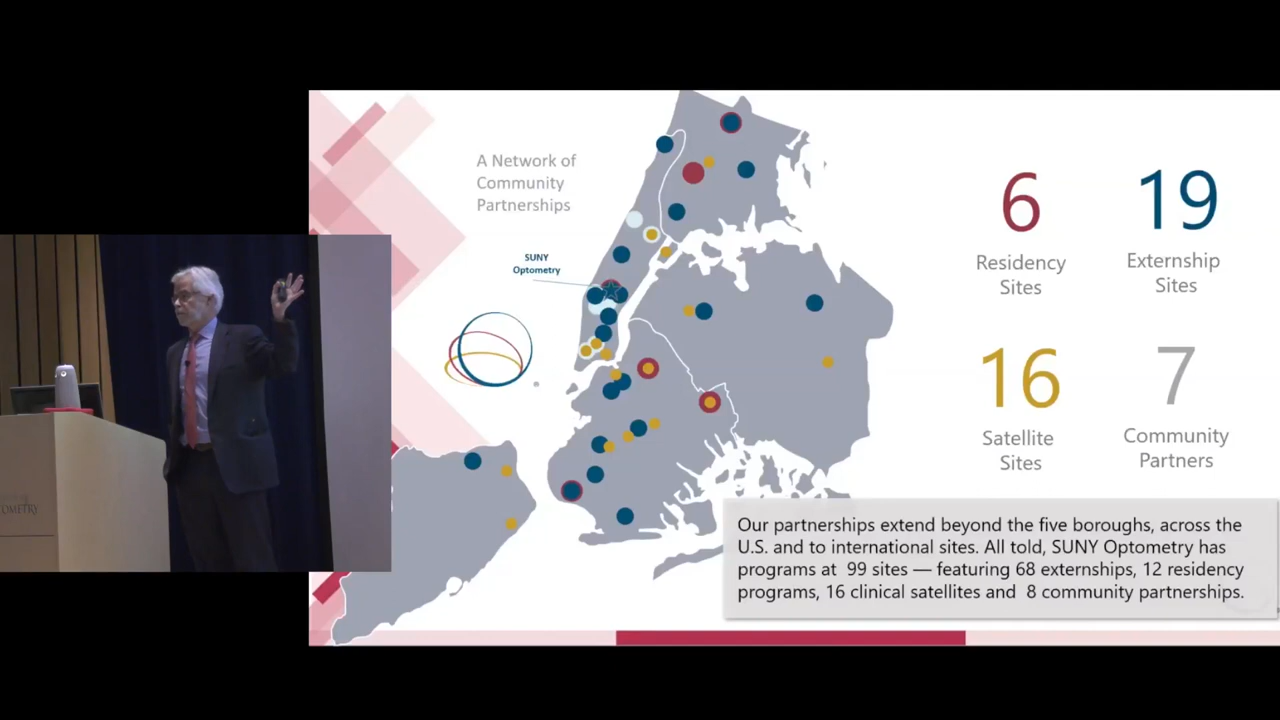 A Network of
Community
Partnerships
SUNY
Optometry
6
Residency
Sites
19
Externship
Sites
16
Satellite
Sites
7
Community
Partners
Our partnerships extend beyond the five boroughs, across the
U.S. and to international sites. All told, SUNY Optometry has
programs at 99 sites — featuring 68 externships, 12 residency
programs, 16 clinical satellites and 8 community partnerships.